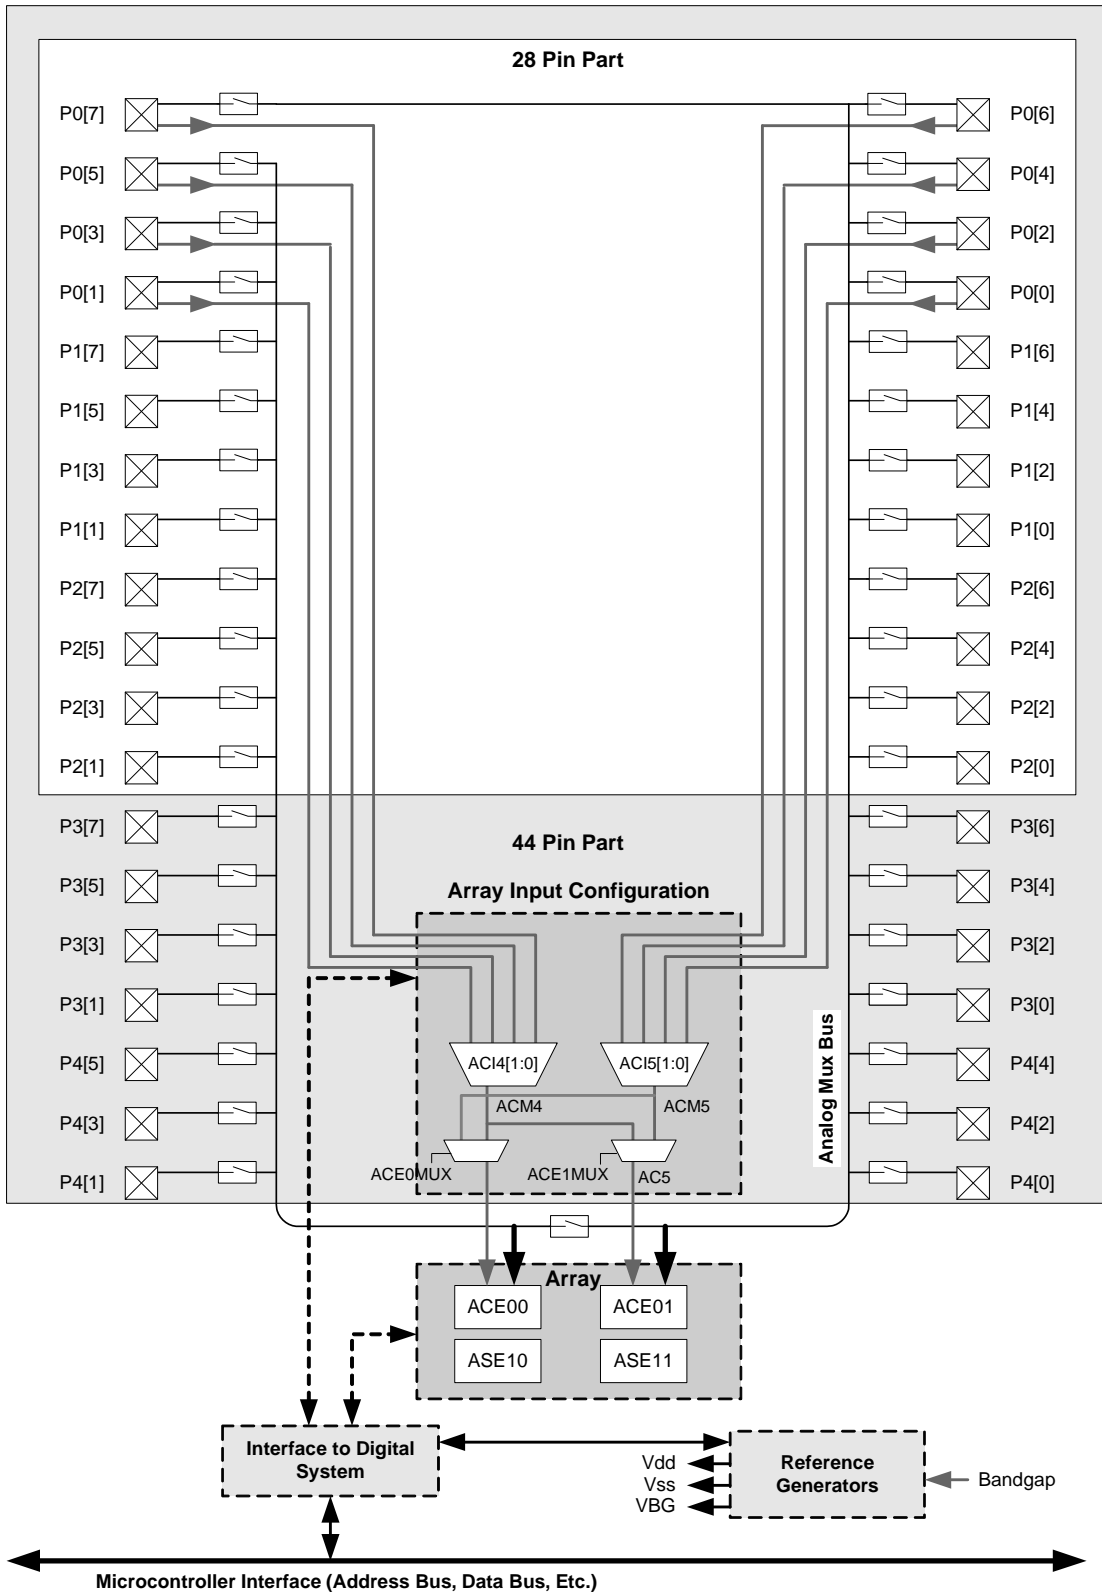 28 Pin Part
P0[7]
P0[6]
P0[5]
P0[4]
P0[3]
P0[2]
P0[1]
P0[0]
P1[7]
P1[6]
P1[5]
P1[4]
P1[3]
P1[2]
P1[1]
P1[0]
P2[7]
P2[6]
P2[5]
P2[4]
P2[3]
P2[2]
P2[1]
P2[0]
P3[7]
P3[6]
44 Pin Part
P3[5]
P3[4]
Array Input Configuration
P3[3]
P3[2]
P3[1]
P3[0]
Analog Mux Bus
P4[5]
ACI4[1:0]
ACI5[1:0]
P4[4]
ACM4
ACM5
P4[3]
P4[2]
P4[1]
ACE0MUX
ACE1MUX
AC5
P4[0]
Array
ACE00
ACE01
ASE10
ASE11
Interface to Digital
System
Vdd
Vss
VBG
Reference
Generators
Bandgap
Microcontroller Interface (Address Bus, Data Bus, Etc.)